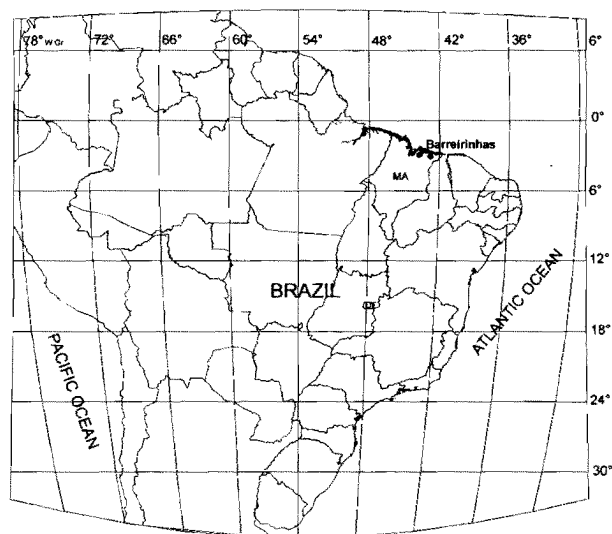 78° W.Gr 72° 66° 60° 54° 48° 42° 36° 6°
0°
Barreirinhas
MA
6°
12°
BRAZIL
ATLANTIC OCEAN
18°
PACIFIC OCEAN
24°
30°